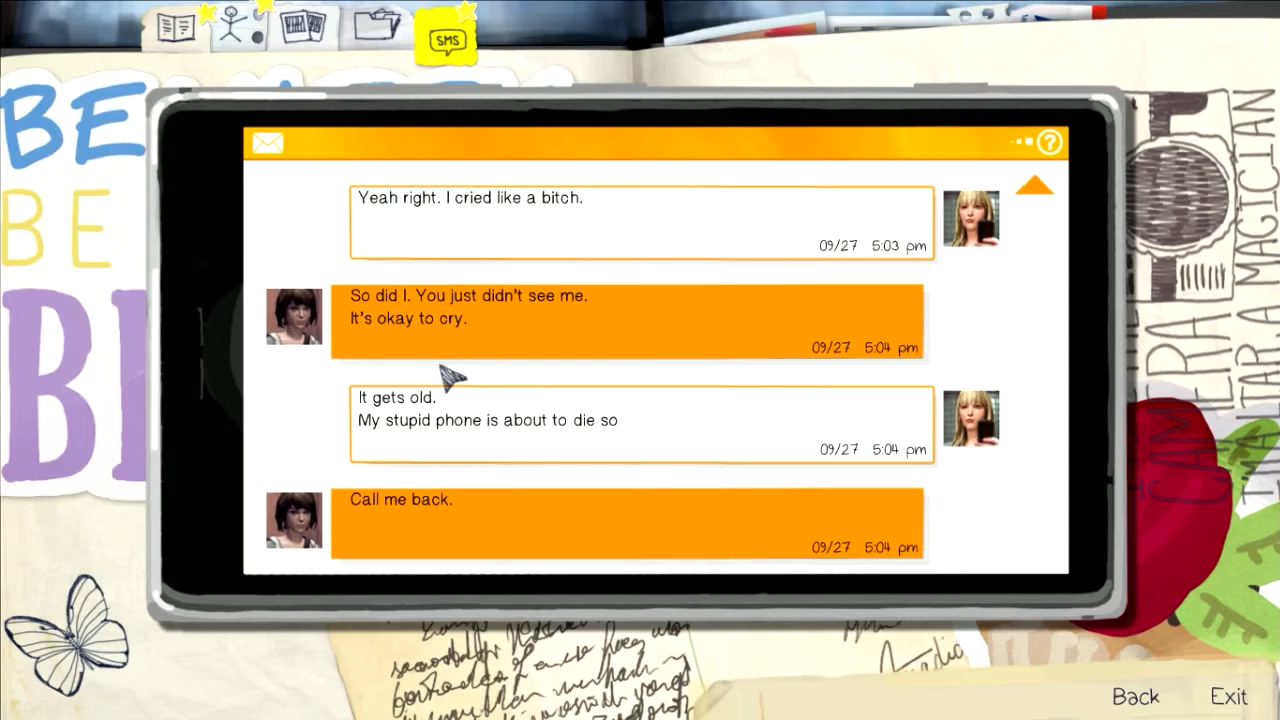 SMS
BE
BE
Yeah right. I cried like a bitch.
09/27 5:03 pm
So did I. You just didn't see me.
It's okay to cry.
09/27 5:04 pm
It gets old.
My stupid phone is about to die so
09/27 5:04 pm
Call me back.
09/27 5:04 pm
CAMERA
MAGICIAN
Back Exit